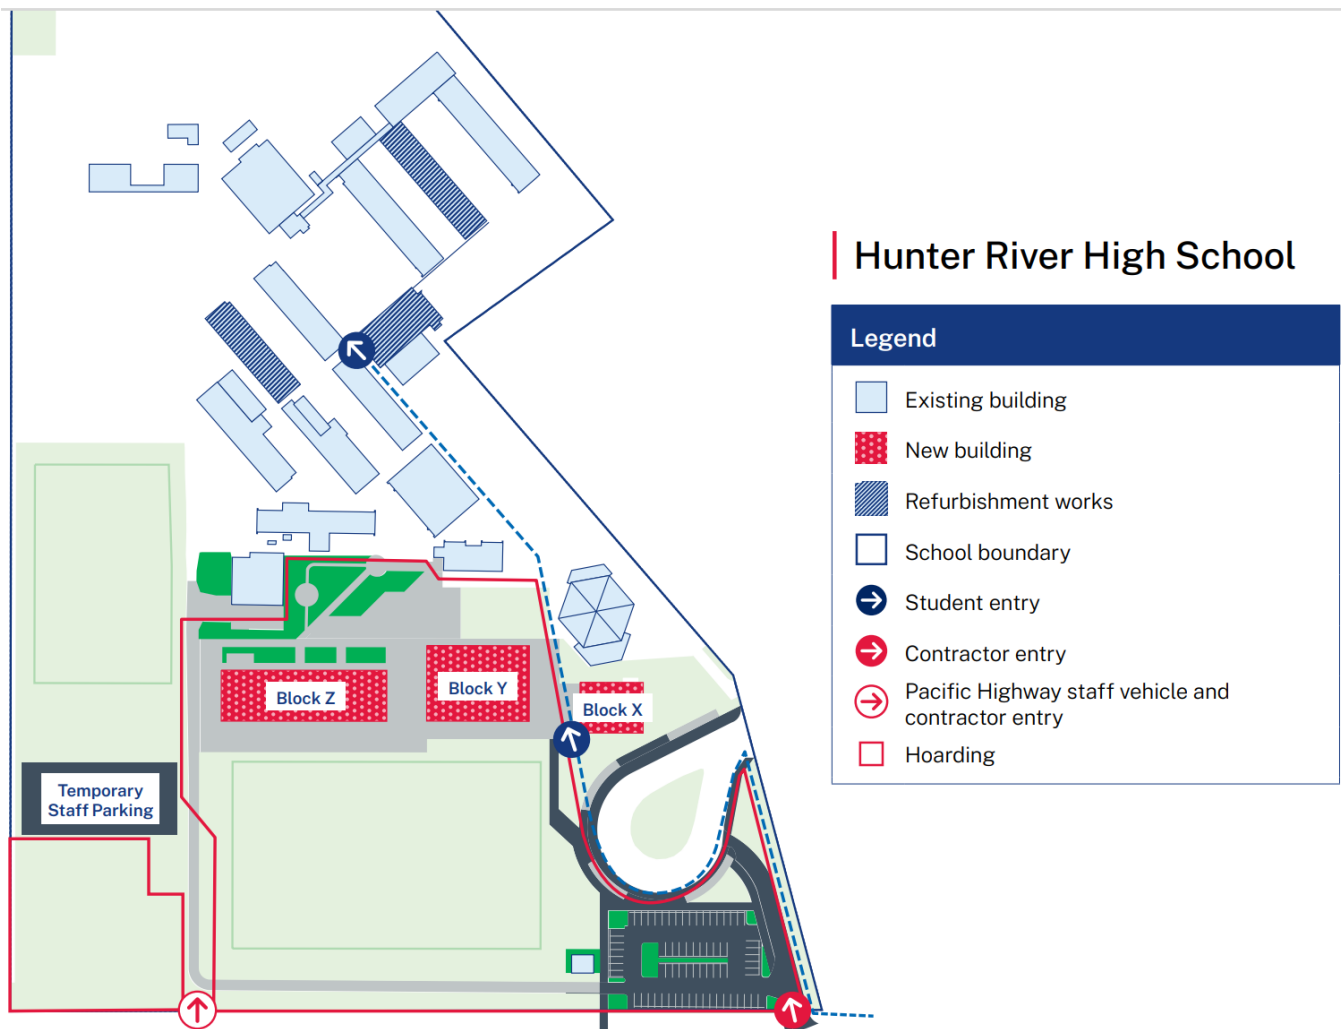 Hunter River High School
Legend
Existing building
New building
Refurbishment works
School boundary
Student entry
Contractor entry
Pacific Highway staff vehicle and
contractor entry
Hoarding
Block Z
Block Y
Block X
Temporary
Staff Parking